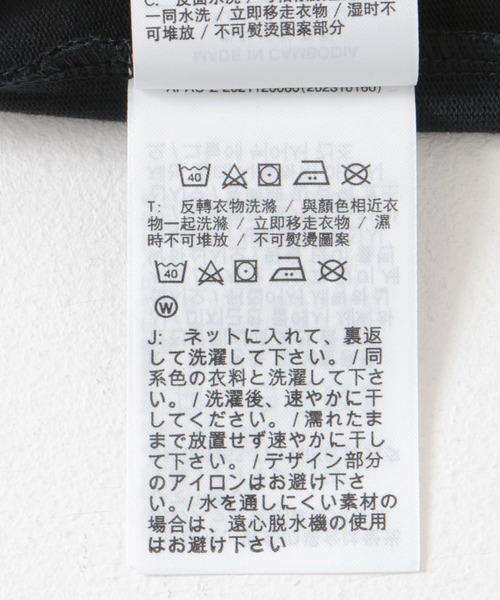 一同水洗 / 立即移走衣物 / 湿时不
可堆放 / 不可熨烫图案部分
MADE IN CAMBODIA
40
T: 反轉衣物洗滌 / 與顏色相近衣
物一起洗滌 / 立即移走衣物 / 濕
時不可堆放 / 不可熨燙圖案
40
W
J: ネットに入れて、裏返
して洗濯して下さい。/ 同
系色の衣料と洗濯して下さ
い。/ 洗濯後、速やかに干
してください。/ 濡れたま
まで放置せず速やかに干し
て下さい。/ デザイン部分
のアイロンはお避け下さ
い。/ 水を通しにくい素材の
場合は、遠心脱水機の使用
はお避け下さい